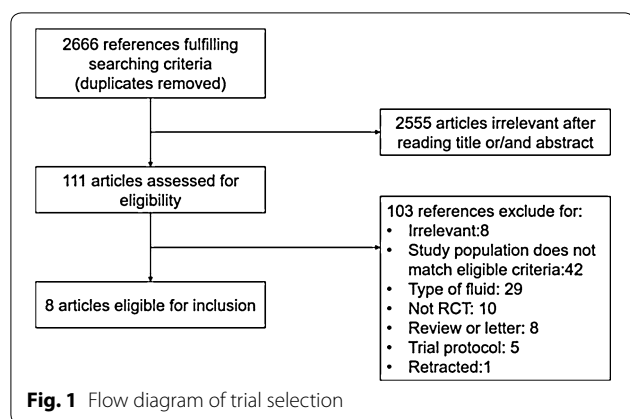 2666 references fulfilling
searching criteria
(duplicates removed)
2555 articles irrelevant after
reading title or/and abstract
111 articles assessed for
eligibility
103 references exclude for:
• Irrelevant:8
• Study population does not
match eligible criteria:42
• Type of fluid: 29
• Not RCT: 10
• Review or letter: 8
• Trial protocol: 5
• Retracted:1
8 articles eligible for inclusion
Fig. 1 Flow diagram of trial selection